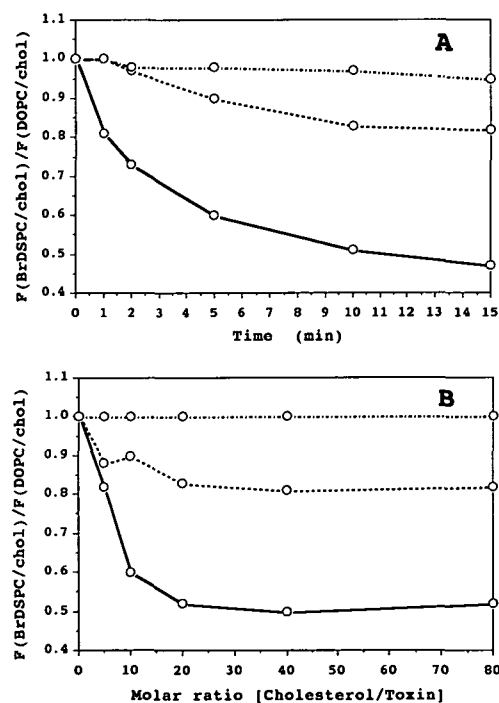 A
F(BrDSPC/chol)/F(DOPC/chol)
1.1
1.0
0.9
0.8
0.7
0.6
0.5
0.4
0 1 2 3 4 5 6 7 8 9 10 11 12 13 14 15
Time (min)
B
F(BrDSPC/chol)/F(DOPC/chol)
1.1
1.0
0.9
0.8
0.7
0.6
0.5
0.4
0 10 20 30 40 50 60 70 80
Molar ratio [Cholesterol/Toxin]